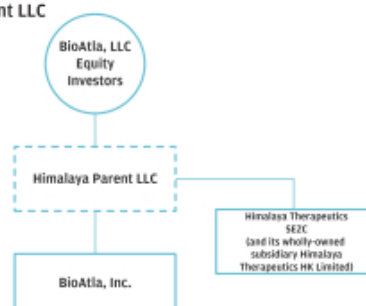 nt LLC
BioAtla, LLC
Equity
Investors
Himalaya Parent LLC
Himalaya Therapeutics
SEZC
(and its wholly-owned
subsidiary Himalaya
Therapeutics HK Limited)
BioAtla, Inc.